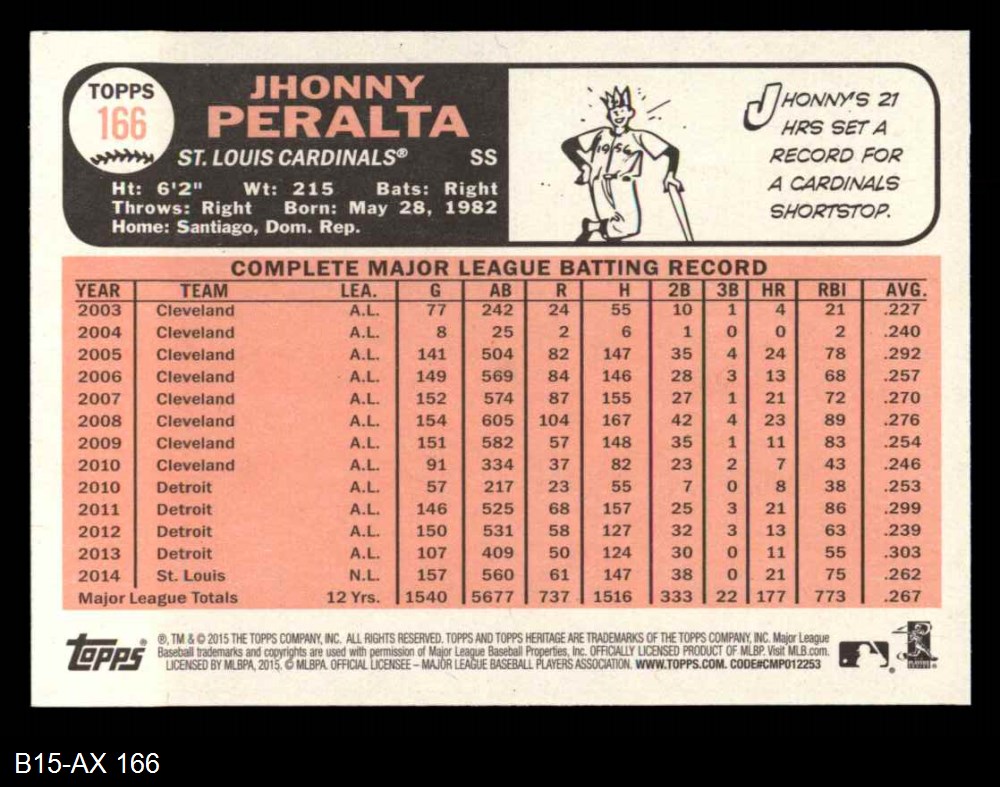 TOPPS
166
JHONNY
PERALTA
ST. LOUIS CARDINALS® SS
Ht: 6'2" Wt: 215 Bats: Right
Throws: Right Born: May 28, 1982
Home: Santiago, Dom. Rep.
1956
JHONNY'S 21
HRS SET A
RECORD FOR
A CARDINALS
SHORTSTOP.
COMPLETE MAJOR LEAGUE BATTING RECORD
YEAR TEAM LEA. G AB R H 2B 3B HR RBI AVG.
2003 Cleveland A.L. 77 242 24 55 10 1 4 21 .227
2004 Cleveland A.L. 8 25 2 6 1 0 0 2 .240
2005 Cleveland A.L. 141 504 82 147 35 4 24 78 .292
2006 Cleveland A.L. 149 569 84 146 28 3 13 68 .257
2007 Cleveland A.L. 152 574 87 155 27 1 21 72 .270
2008 Cleveland A.L. 154 605 104 167 42 4 23 89 .276
2009 Cleveland A.L. 151 582 57 148 35 1 11 83 .254
2010 Cleveland A.L. 91 334 37 82 23 2 7 43 .246
2010 Detroit A.L. 57 217 23 55 7 0 8 38 .253
2011 Detroit A.L. 146 525 68 157 25 3 21 86 .299
2012 Detroit A.L. 150 531 58 127 32 3 13 63 .239
2013 Detroit A.L. 107 409 50 124 30 0 11 55 .303
2014 St. Louis N.L. 157 560 61 147 38 0 21 75 .262
Major League Totals 12 Yrs. 1540 5677 737 1516 333 22 177 773 .267
topps
®, TM & © 2015 THE TOPPS COMPANY, INC. ALL RIGHTS RESERVED. TOPPS AND TOPPS HERITAGE ARE TRADEMARKS OF THE TOPPS COMPANY, INC. Major League
Baseball trademarks and copyrights are used with permission of Major League Baseball Properties, Inc. OFFICIALLY LICENSED PRODUCT OF MLBP. Visit MLB.com.
LICENSED BY MLBPA, 2015. © MLBPA. OFFICIAL LICENSEE – MAJOR LEAGUE BASEBALL PLAYERS ASSOCIATION. WWW.TOPPS.COM. CODE#CMP012253
B15-AX 166